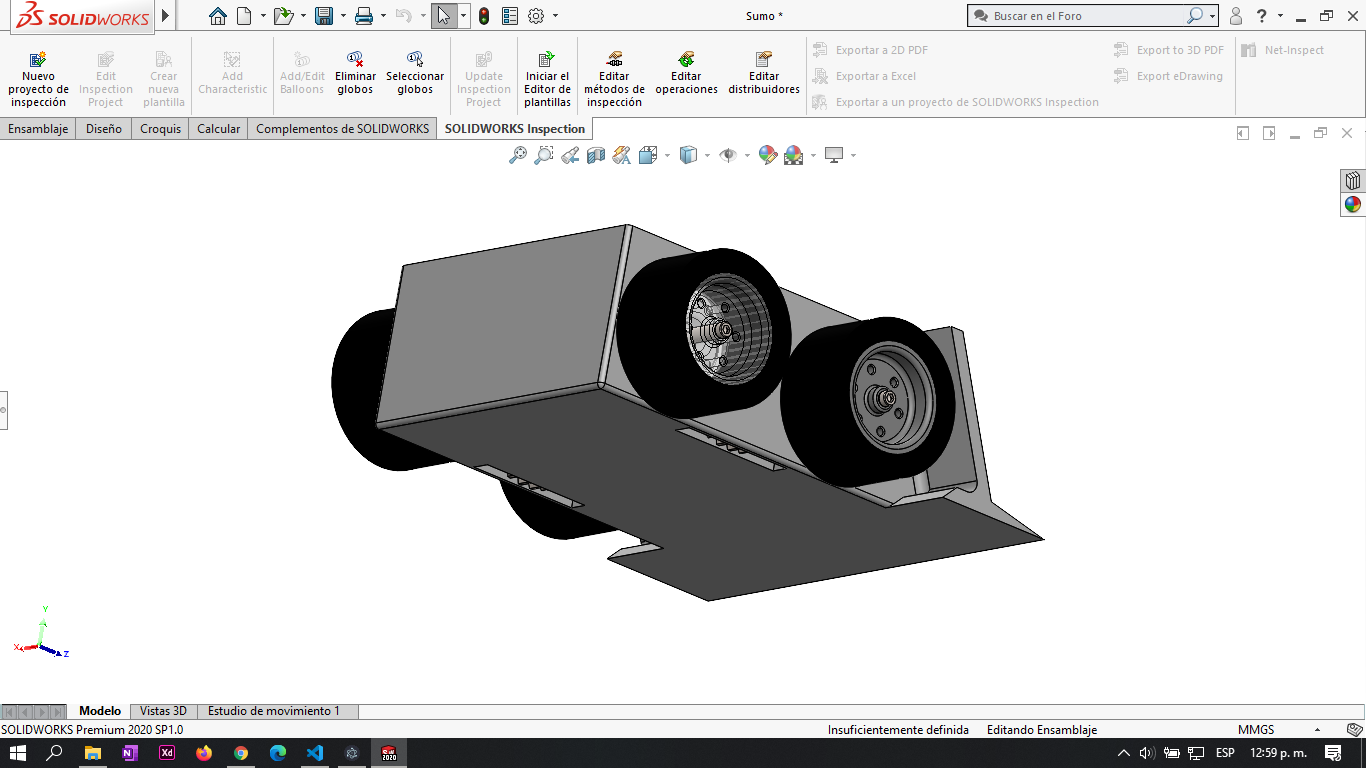 SOLIDWORKS
Sumo *
Buscar en el Foro
?
Nuevo
proyecto de
inspección
Edit
Inspection
Project
Crear
nueva
plantilla
Add
Characteristic
Add/Edit
Balloons
Eliminar
globos
Seleccionar
globos
Update
Inspection
Project
Iniciar el
Editor de
plantillas
Editar
métodos de
inspección
Editar
operaciones
Editar
distribuidores
Exportar a 2D PDF
Exportar a Excel
Exportar a un proyecto de SOLIDWORKS Inspection
Export to 3D PDF
Export eDrawing
Net-Inspect
Ensamblaje
Diseño
Croquis
Calcular
Complementos de SOLIDWORKS
SOLIDWORKS Inspection
Y
X
Z
Modelo
Vistas 3D
Estudio de movimiento 1
SOLIDWORKS Premium 2020 SP1.0
Insuficientemente definida
Editando Ensamblaje
MMGS
N
Xd
SW
2020
ESP
12:59 p. m.